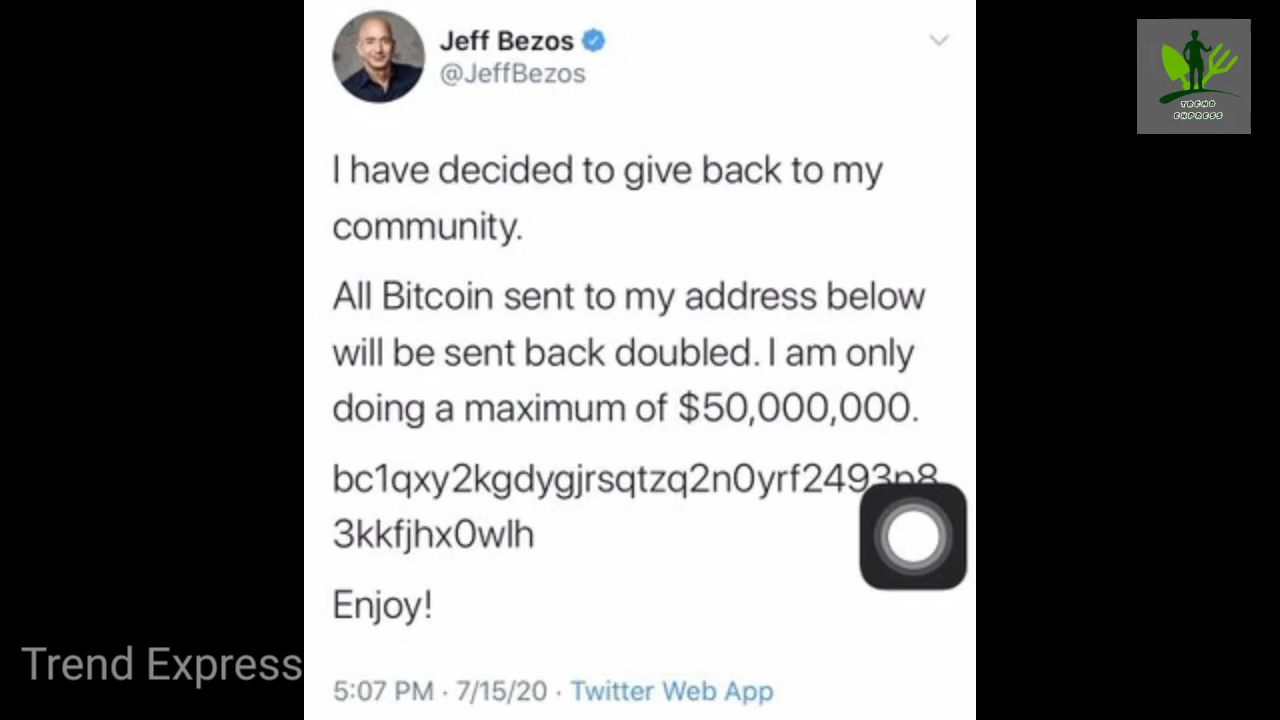 Jeff Bezos
@JeffBezos
TREND
EXPRESS
I have decided to give back to my
community.
All Bitcoin sent to my address below
will be sent back doubled. I am only
doing a maximum of $50,000,000.
bc1qxy2kgdygjrsqtzq2n0yrf2493p8
3kkfjhx0wlh
Enjoy!
Trend Express
5:07 PM · 7/15/20 · Twitter Web App